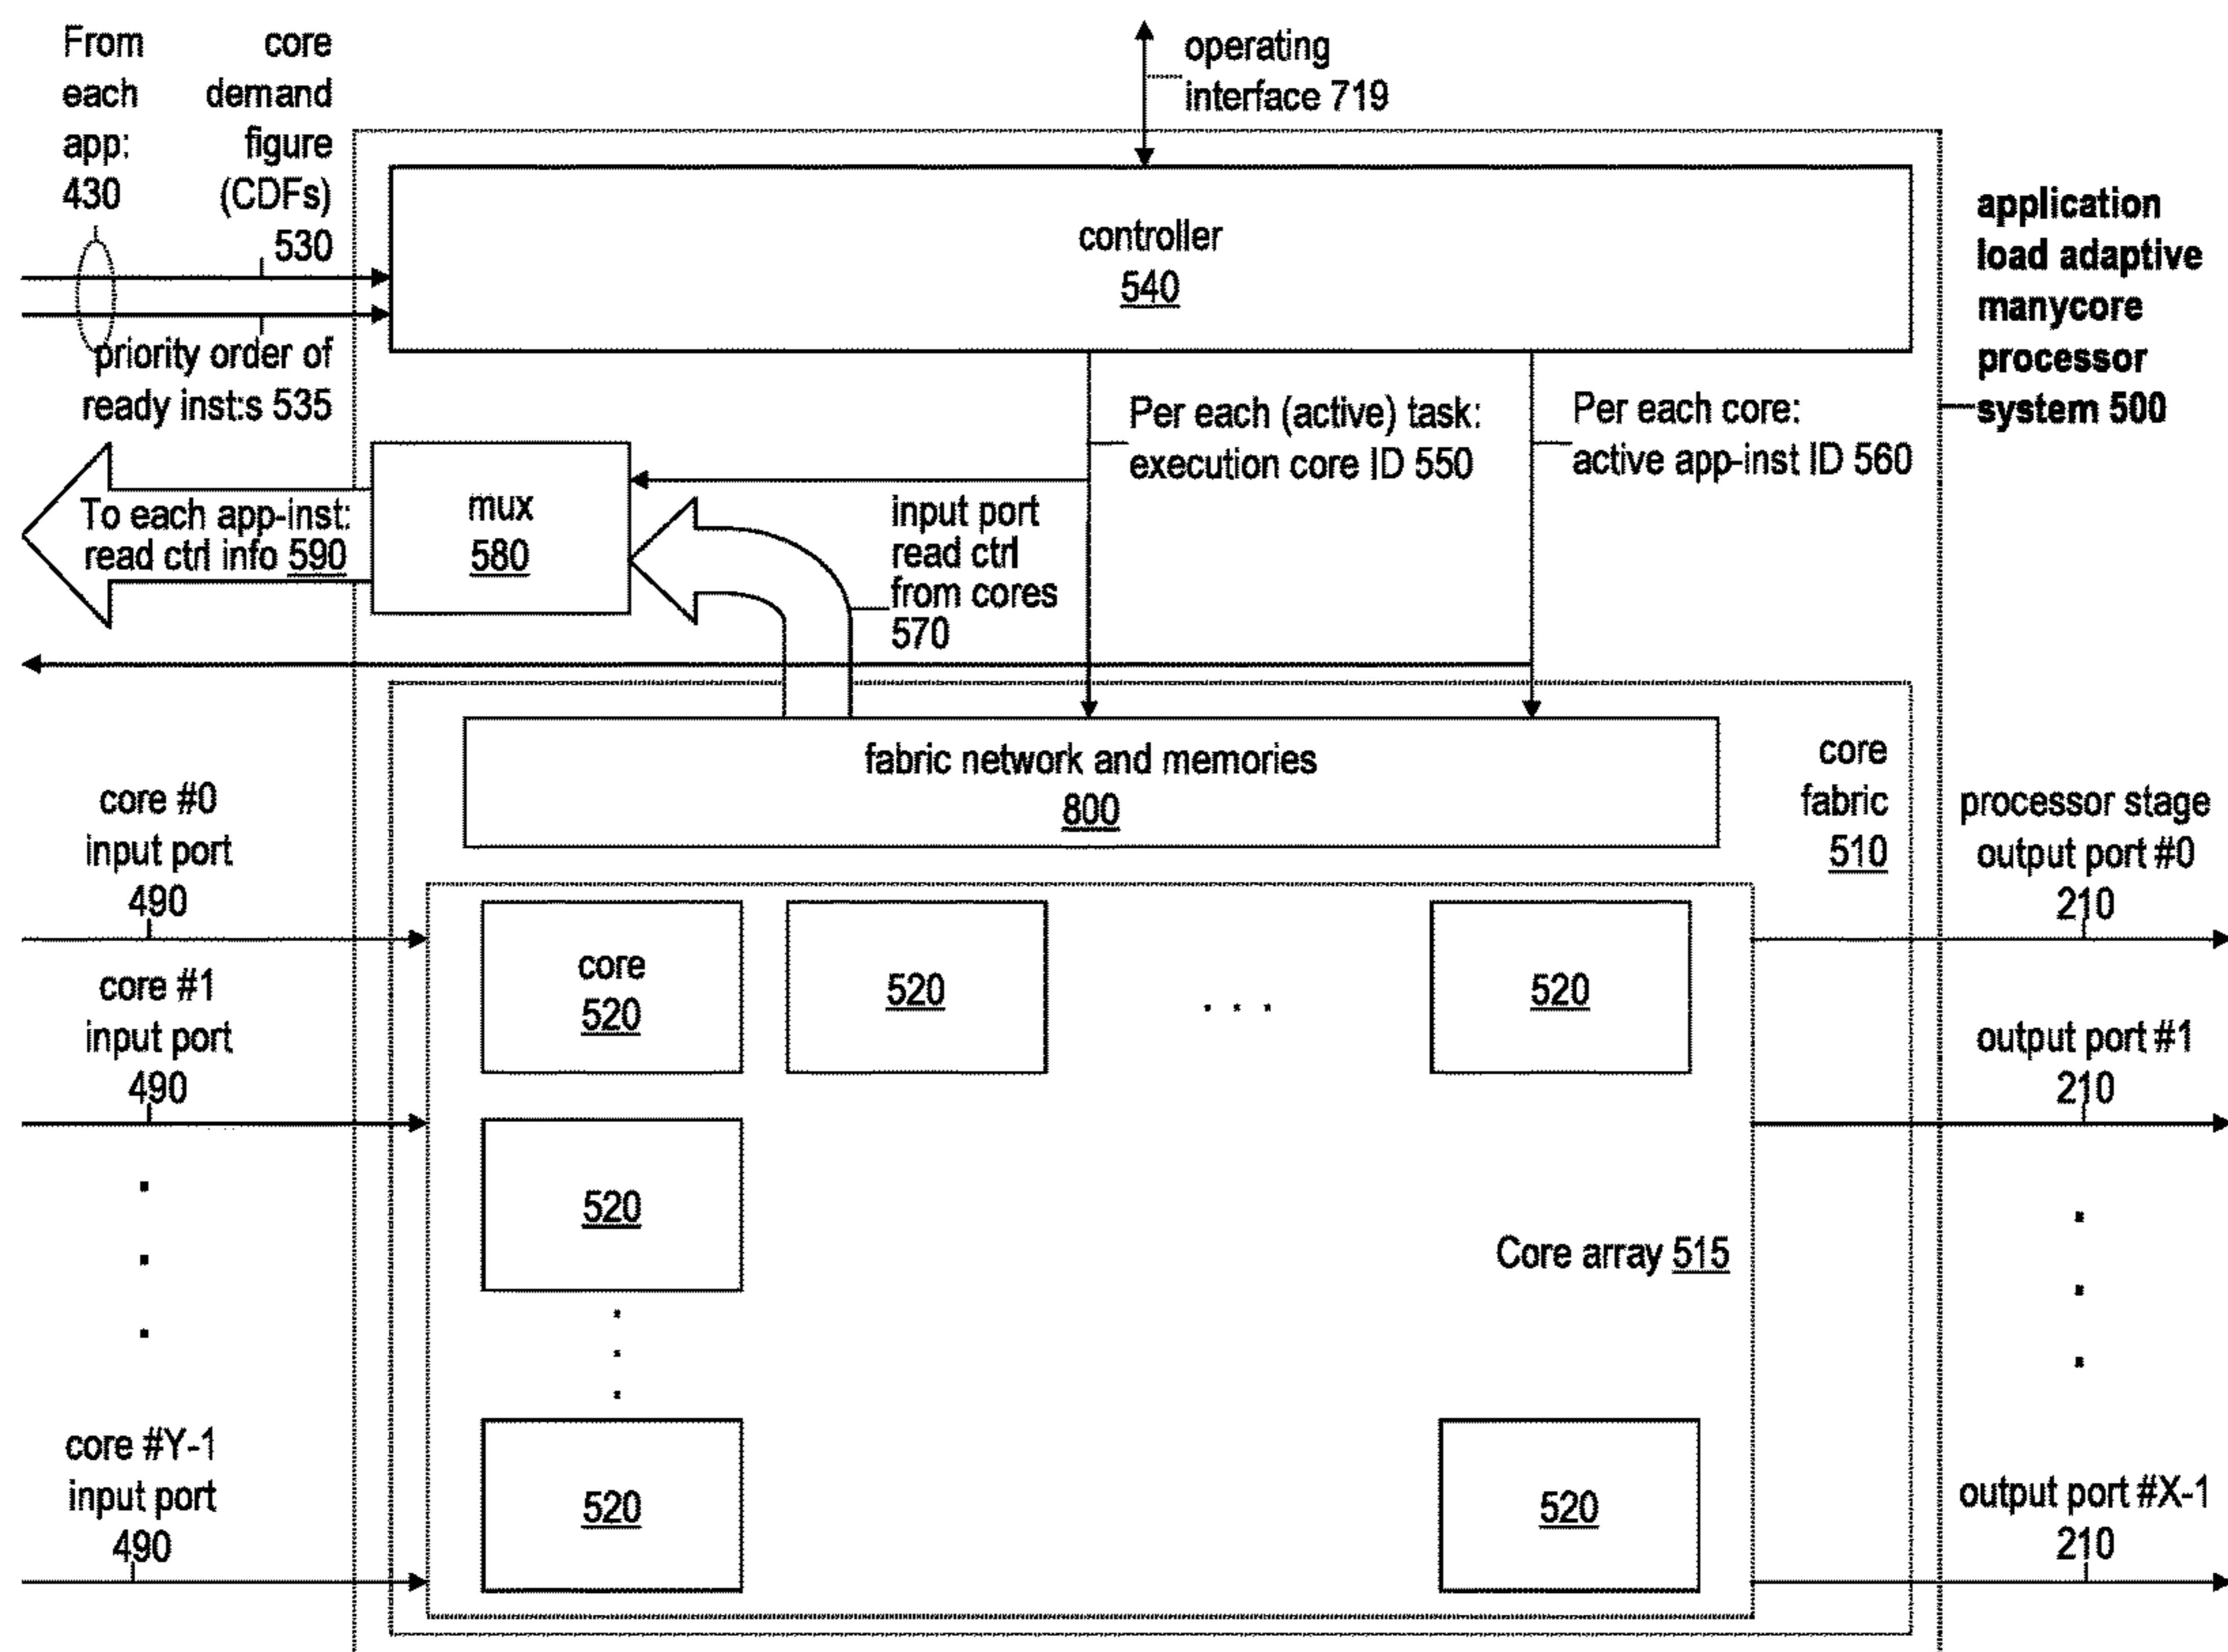 From
each
app:
430
core
demand
figure
(CDFs)
530
priority order of
ready inst:s 535
operating
interface 719
controller
540
application
load adaptive
manycore
processor
system 500
Per each (active) task:
execution core ID 550
Per each core:
active app-inst ID 560
To each app-inst:
read ctrl info 590
mux
580
input port
read ctrl
from cores
570
fabric network and memories
800
core
fabric
510
core #0
input port
490
core #1
input port
490
.
.
.
core #Y-1
input port
490
core
520
520
. . .
520
520
.
.
.
520
520
Core array 515
processor stage
output port #0
210
output port #1
210
.
.
.
output port #X-1
210